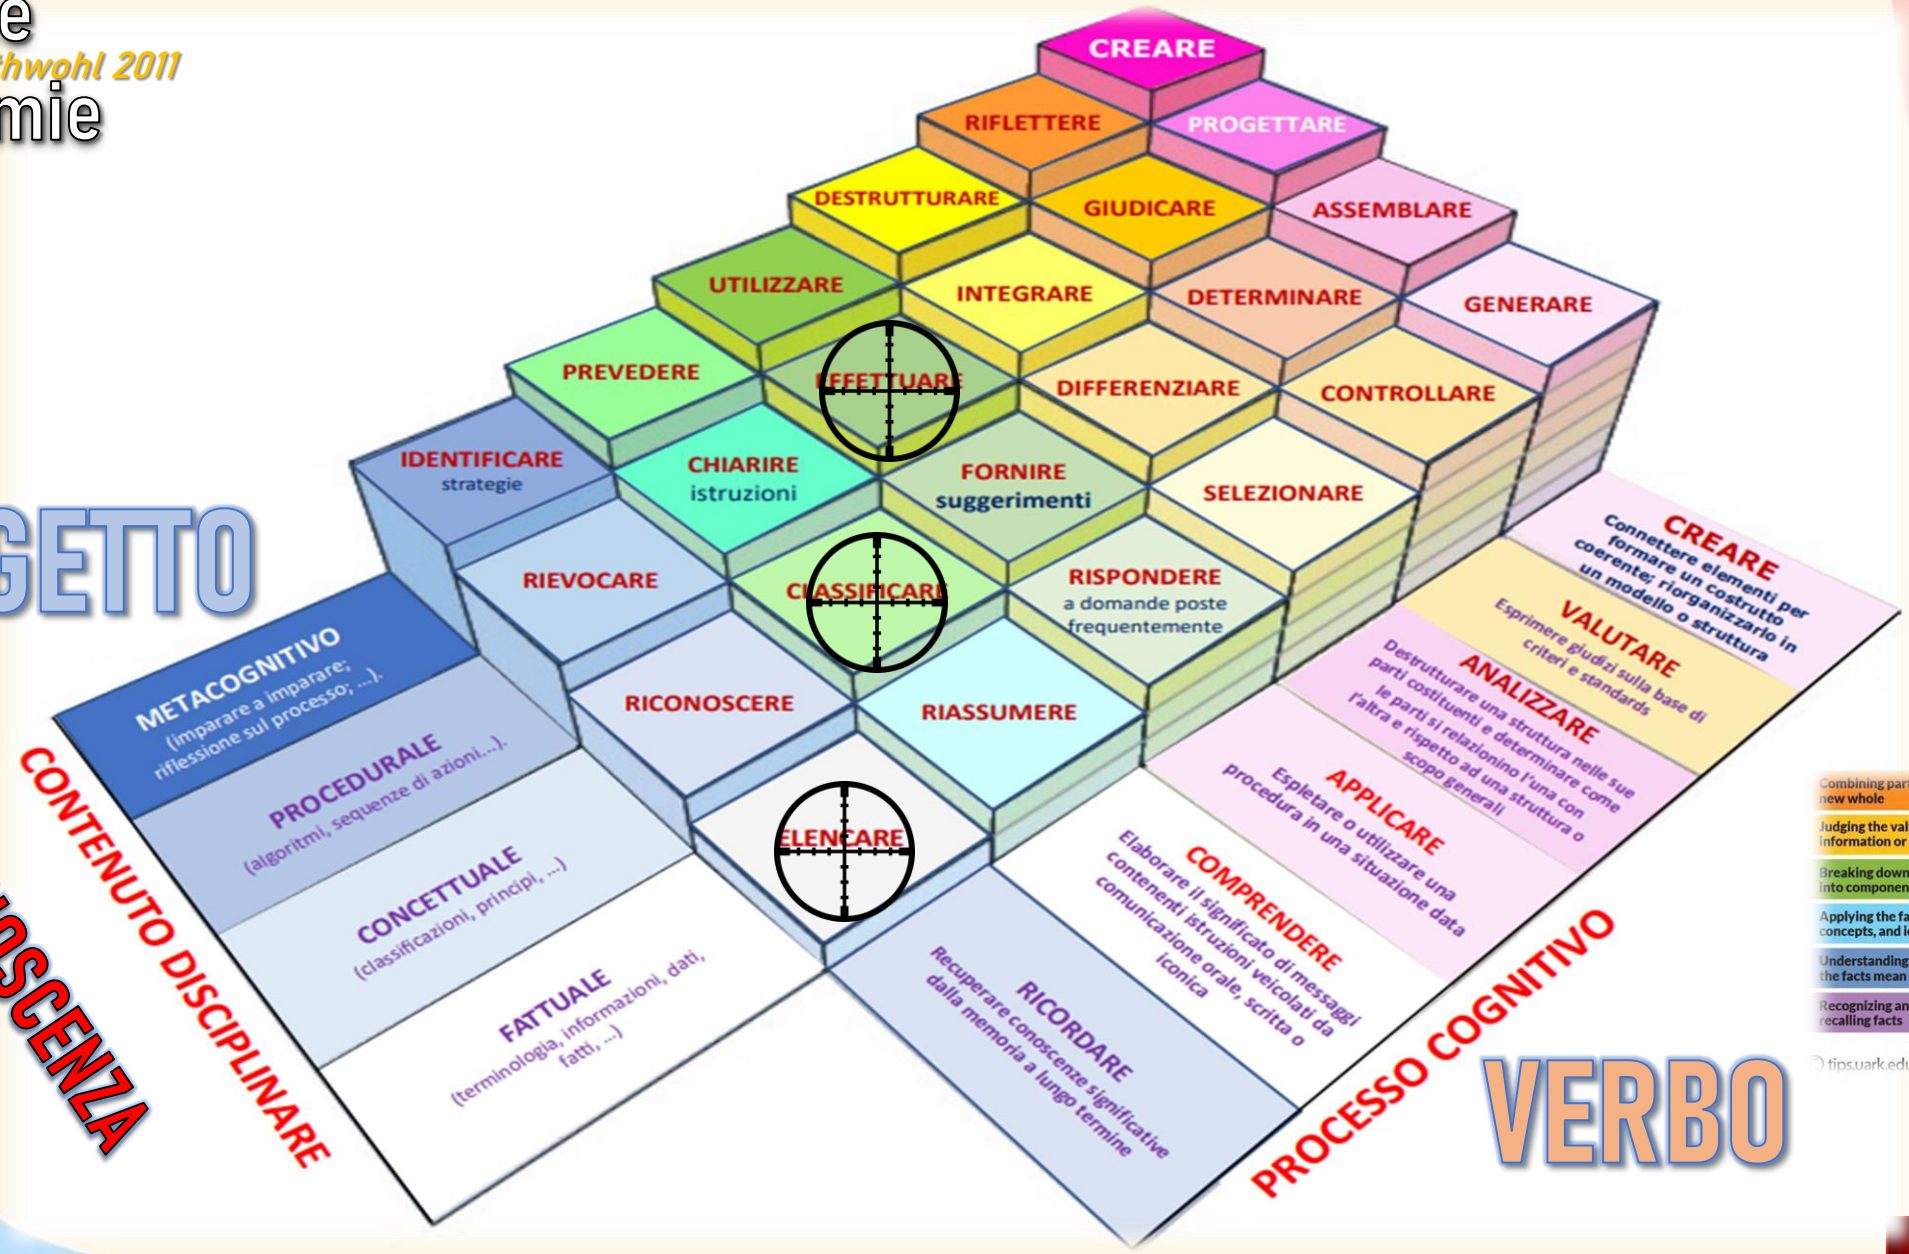 e
hwohl 2011
mie
CREARE
RIFLETTERE
PROGETTARE
DESTRUTTURARE
GIUDICARE
ASSEMBLARE
UTILIZZARE
INTEGRARE
DETERMINARE
GENERARE
PREVEDERE
EFFETTUARE
DIFFERENZIARE
CONTROLLARE
IDENTIFICARE
strategie
CHIARIRE
istruzioni
FORNIRE
suggerimenti
SELEZIONARE
RIEVOCARE
CLASSIFICARE
RISPONDERE
a domande poste
frequentemente
RICONOSCERE
RIASSUMERE
ELENCARE
GETTO
METACOGNITIVO
(imparare a imparare;
riflessione sul processo; ...).
PROCEDURALE
(algoritmi, sequenze di azioni...).
CONCETTUALE
(classificazioni, principi, ...)
FATTUALE
(terminologia, informazioni, dati,
fatti, ...)
CONTENUTO DISCIPLINARE
OSCENZA
CREARE
Connettere elementi per
formare un costrutto
coerente; riorganizzarlo in
un modello o struttura
VALUTARE
Esprimere giudizi sulla base di
criteri e standards
ANALIZZARE
Destrutturare una struttura nelle sue
parti costituenti e determinare come
le parti si relazionino l'una con
l'altra e rispetto ad una struttura o
scopo generali
APPLICARE
Espletare o utilizzare una
procedura in una situazione data
COMPRENDERE
Elaborare il significato di messaggi
contenenti istruzioni veicolati da
comunicazione orale, scritta o
iconica
RICORDARE
Recuperare conoscenze significative
dalla memoria a lungo termine
PROCESSO COGNITIVO
VERBO
Combining par
new whole
Judging the val
information or
Breaking down
into componen
Applying the fa
concepts, and i
Understanding
the facts mean
Recognizing an
recalling facts
tips.uark.edu